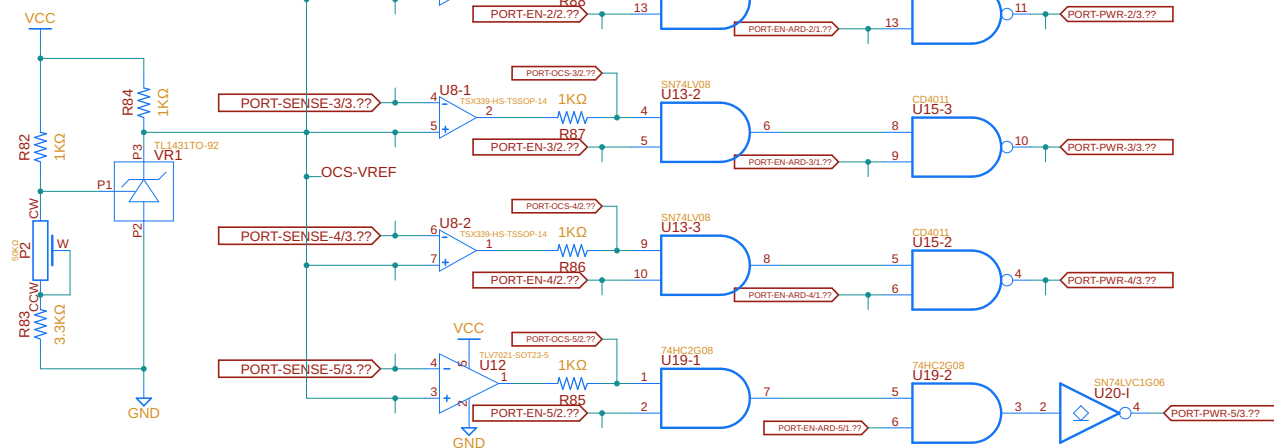 VCC
R84
1KΩ
R82
1KΩ
P3
TL1431TO-92
VR1
P1
P2
CW
50KΩ
P2
W
CCW
R83
3.3KΩ
GND
OCS-VREF
R88
PORT-EN-2/2.??
13
PORT-EN-ARD-2/1.??
13
11
PORT-PWR-2/3.??
PORT-OCS-3/2.??
PORT-SENSE-3/3.??
4
5
U8-1
TSX339-HS-TSSOP-14
2
1KΩ
R87
PORT-EN-3/2.??
SN74LV08
U13-2
4
5
6
PORT-EN-ARD-3/1.??
CD4011
U15-3
8
9
10
PORT-PWR-3/3.??
PORT-OCS-4/2.??
PORT-SENSE-4/3.??
6
7
U8-2
TSX339-HS-TSSOP-14
1
1KΩ
R86
PORT-EN-4/2.??
SN74LV08
U13-3
9
10
8
PORT-EN-ARD-4/1.??
CD4011
U15-2
5
6
4
PORT-PWR-4/3.??
VCC
PORT-OCS-5/2.??
PORT-SENSE-5/3.??
4
3
5
2
TLV7021-SOT23-5
U12
1
GND
1KΩ
R85
PORT-EN-5/2.??
74HC2G08
U19-1
1
2
7
PORT-EN-ARD-5/1.??
74HC2G08
U19-2
5
6
3
2
SN74LVC1G06
U20-I
4
PORT-PWR-5/3.??